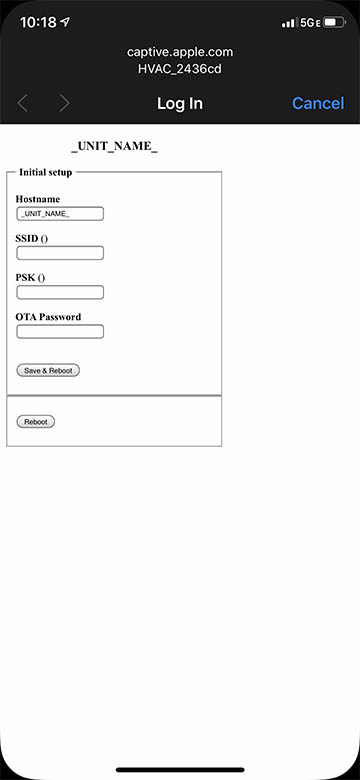 10:18
5G E
captive.apple.com
HVAC_2436cd
Log In
Cancel
_UNIT_NAME_
Initial setup
Hostname
_UNIT_NAME_
SSID ()
PSK ()
OTA Password
Save & Reboot
Reboot